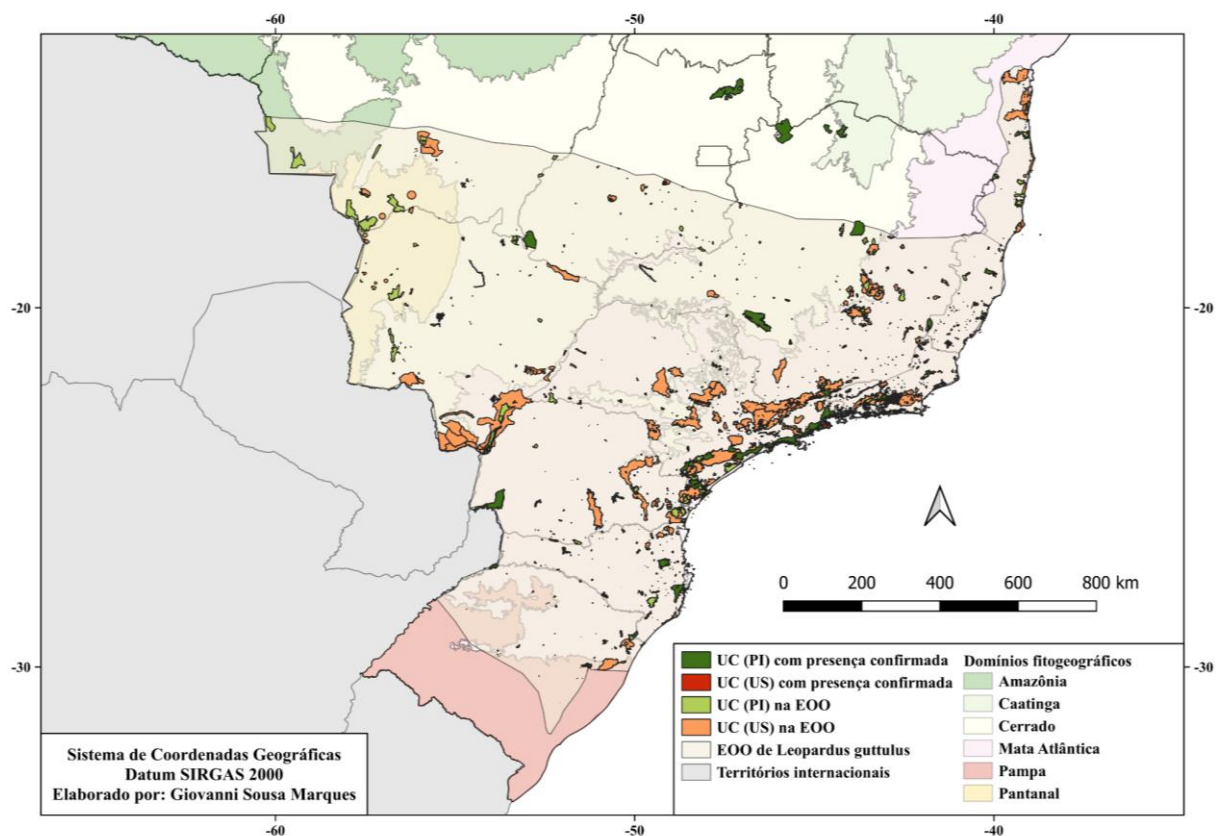 -60
-50
-40
-20
-20
-30
-30
0 200 400 600 800 km
UC (PI) com presença confirmada
UC (US) com presença confirmada
UC (PI) na EOO
UC (US) na EOO
EOO de Leopardus guttulus
Territórios internacionais
Domínios fitogeográficos
Amazônia
Caatinga
Cerrado
Mata Atlântica
Pampa
Pantanal
Sistema de Coordenadas Geográficas
Datum SIRGAS 2000
Elaborado por: Giovanni Sousa Marques
-60
-50
-40